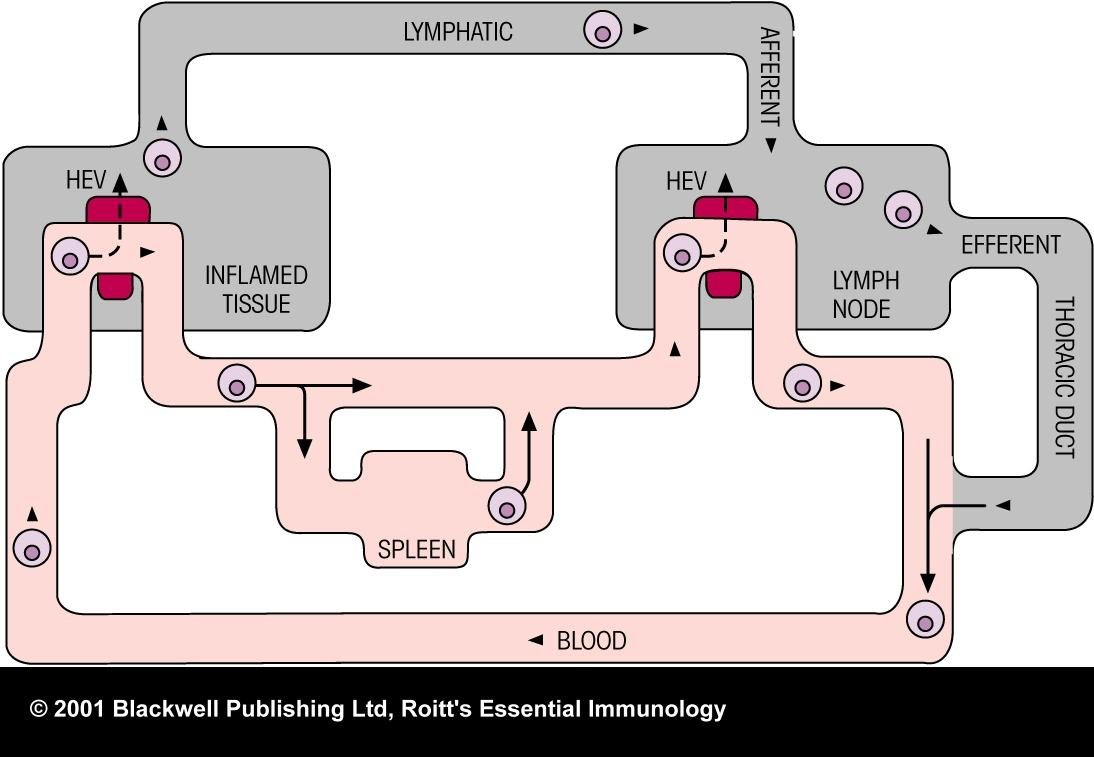 LYMPHATIC
AFFERENT
HEV
HEV
EFFERENT
INFLAMED
TISSUE
LYMPH
NODE
THORACIC DUCT
SPLEEN
BLOOD
© 2001 Blackwell Publishing Ltd, Roitt's Essential Immunology